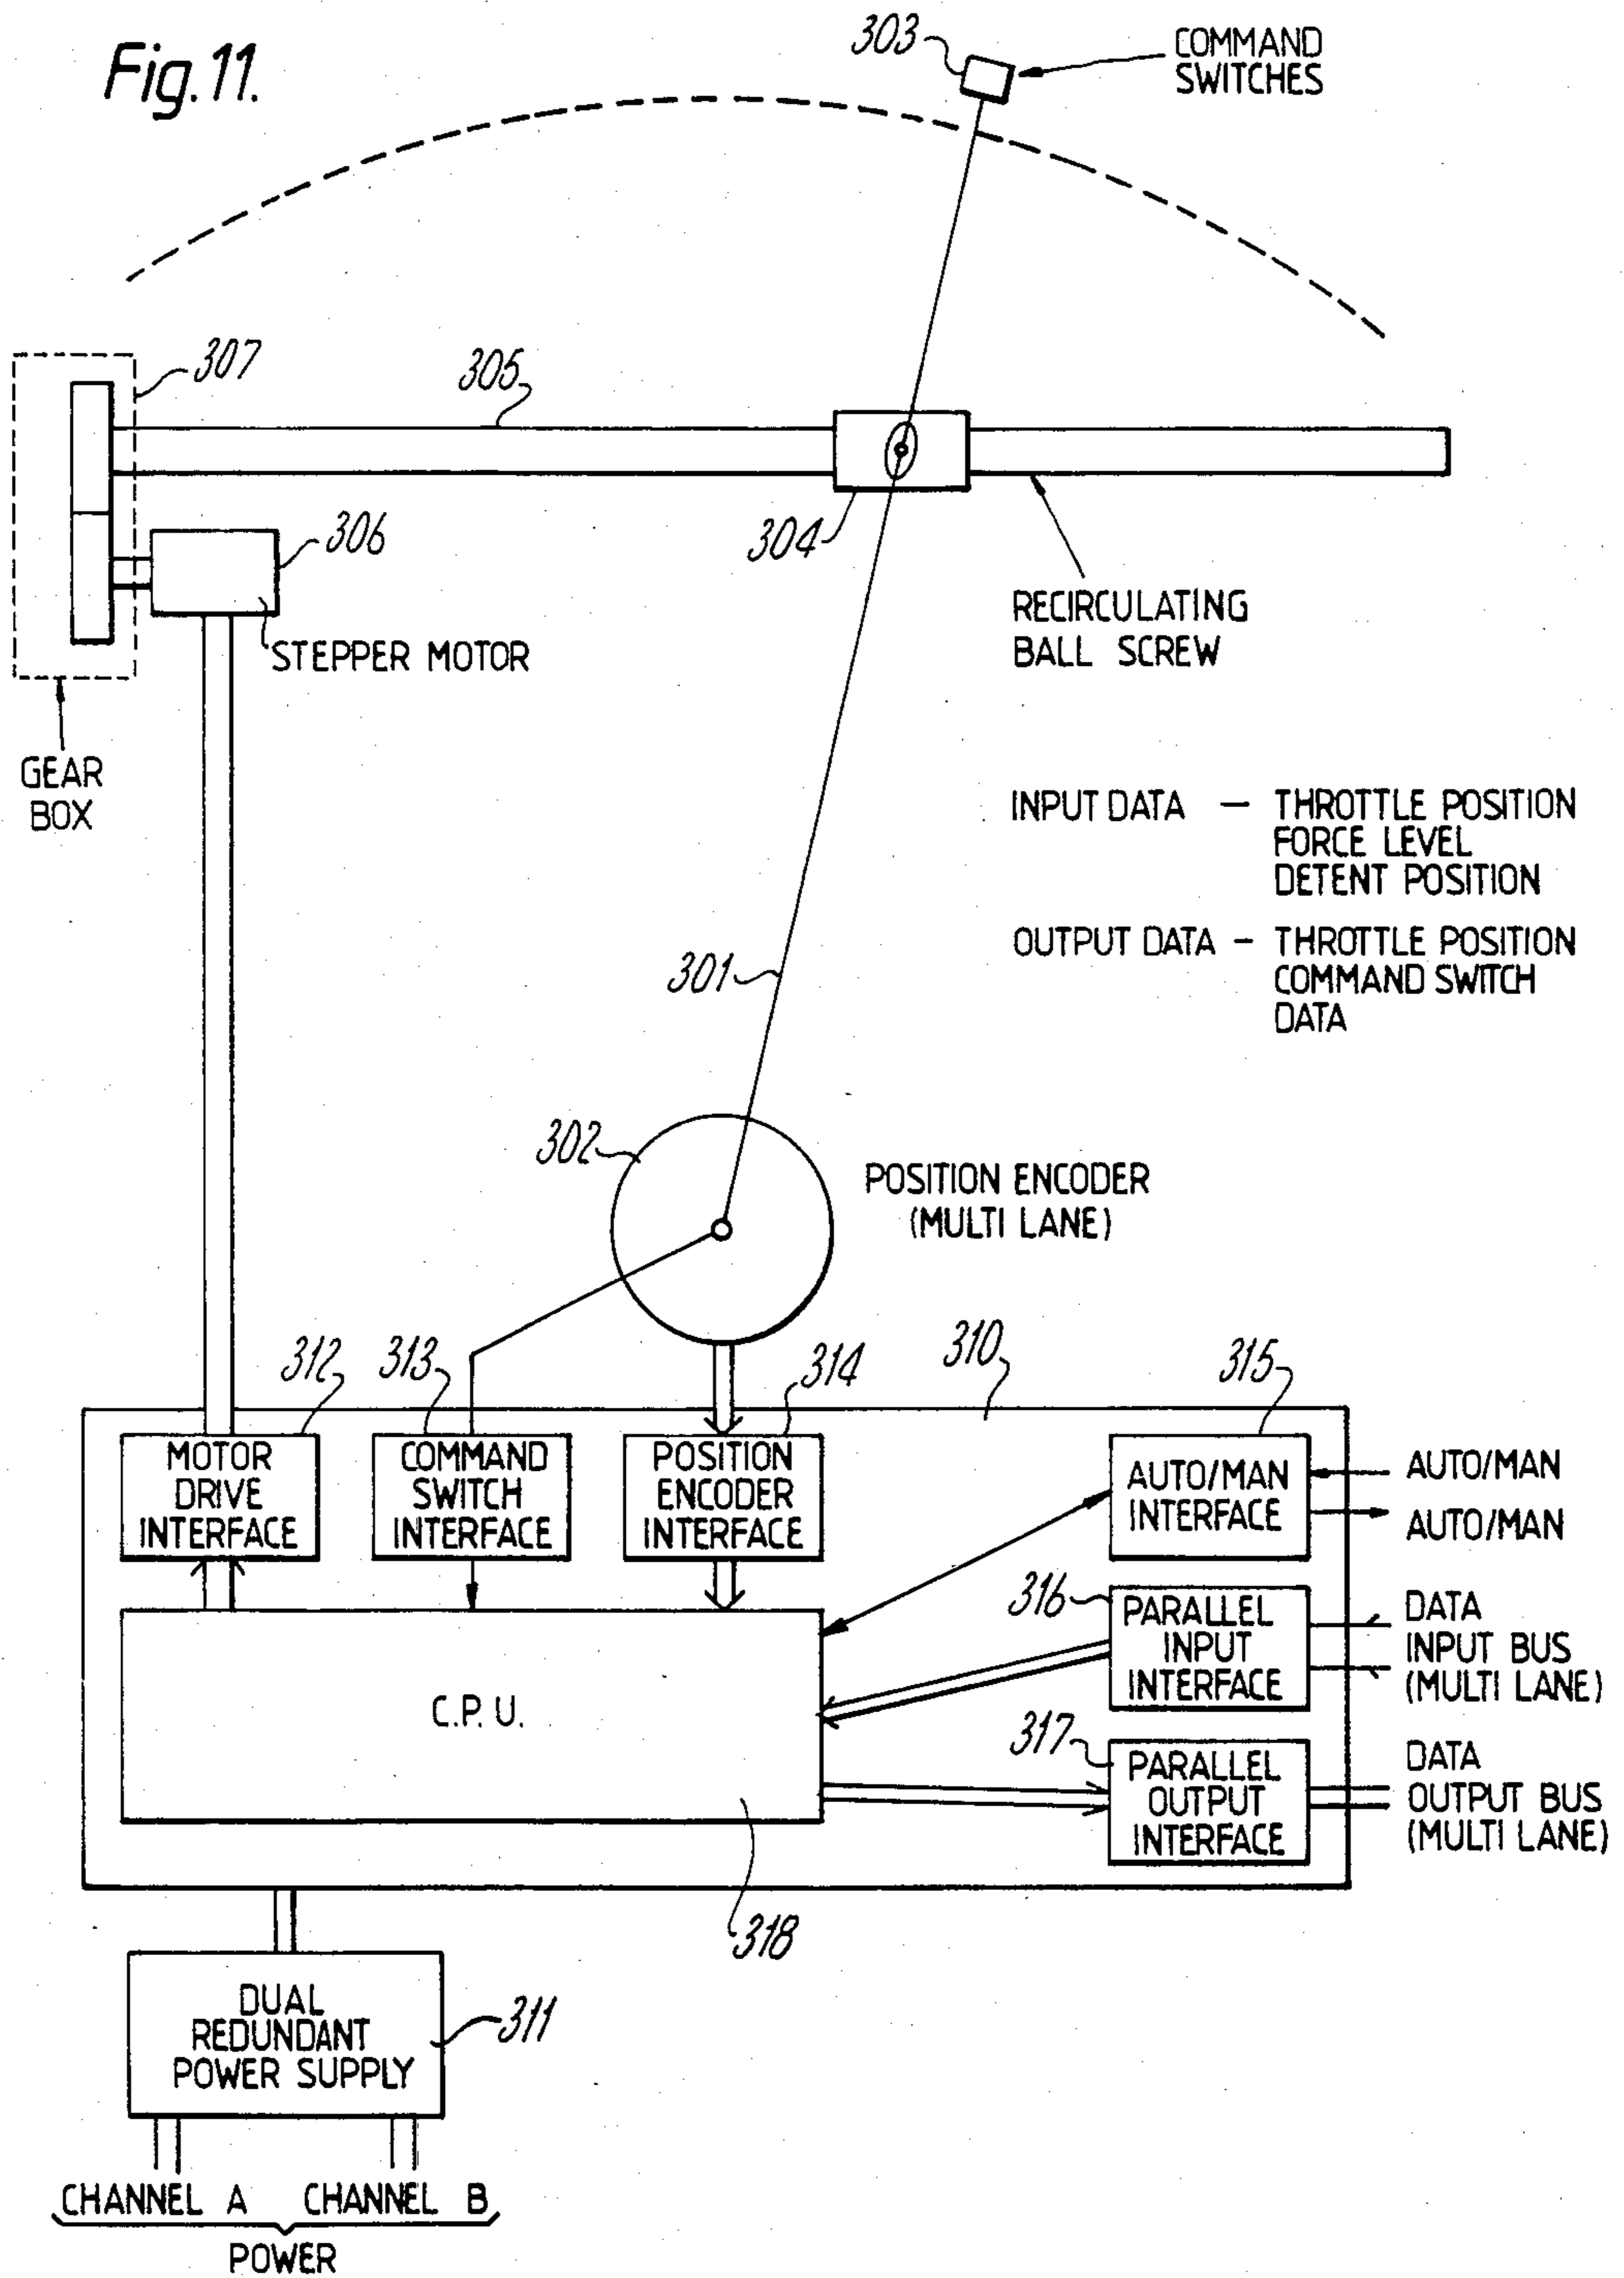 Fig. 11.
303
COMMAND
SWITCHES
307
305
306
304
STEPPER MOTOR
RECIRCULATING
BALL SCREW
GEAR
BOX
INPUT DATA — THROTTLE POSITION
FORCE LEVEL
DETENT POSITION
OUTPUT DATA — THROTTLE POSITION
COMMAND SWITCH
DATA
301
302
POSITION ENCODER
(MULTI LANE)
312
313
314
310
315
MOTOR
DRIVE
INTERFACE
COMMAND
SWITCH
INTERFACE
POSITION
ENCODER
INTERFACE
AUTO/MAN
INTERFACE
AUTO/MAN
AUTO/MAN
316
PARALLEL
INPUT
INTERFACE
DATA
INPUT BUS
(MULTI LANE)
C.P.U.
317
PARALLEL
OUTPUT
INTERFACE
DATA
OUTPUT BUS
(MULTI LANE)
318
DUAL
REDUNDANT
POWER SUPPLY
311
CHANNEL A CHANNEL B
POWER